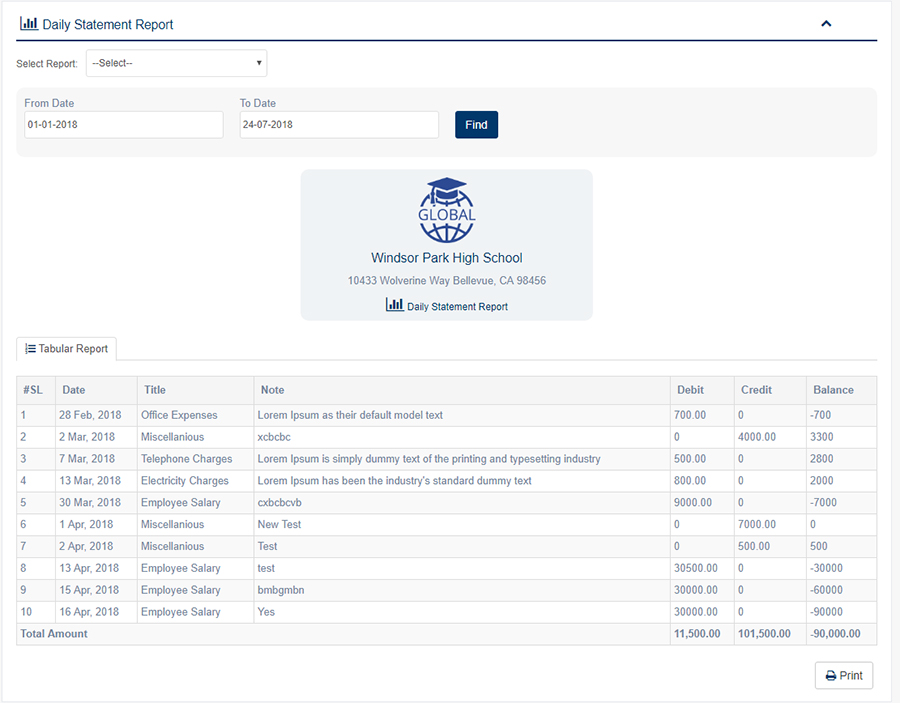 Daily Statement Report
Select Report: --Select--
From Date To Date
01-01-2018 24-07-2018 Find
GLOBAL
Windsor Park High School
10433 Wolverine Way Bellevue, CA 98456
Daily Statement Report
Tabular Report
#SL Date Title Note Debit Credit Balance
1 28 Feb, 2018 Office Expenses Lorem Ipsum as their default model text 700.00 0 -700
2 2 Mar, 2018 Miscellanious xcbcbc 0 4000.00 3300
3 7 Mar, 2018 Telephone Charges Lorem Ipsum is simply dummy text of the printing and typesetting industry 500.00 0 2800
4 13 Mar, 2018 Electricity Charges Lorem Ipsum has been the industry's standard dummy text 800.00 0 2000
5 30 Mar, 2018 Employee Salary cxbcbcvb 9000.00 0 -7000
6 1 Apr, 2018 Miscellanious New Test 0 7000.00 0
7 2 Apr, 2018 Miscellanious Test 0 500.00 500
8 13 Apr, 2018 Employee Salary test 30500.00 0 -30000
9 15 Apr, 2018 Employee Salary bmbgmbn 30000.00 0 -60000
10 16 Apr, 2018 Employee Salary Yes 30000.00 0 -90000
Total Amount 11,500.00 101,500.00 -90,000.00
Print